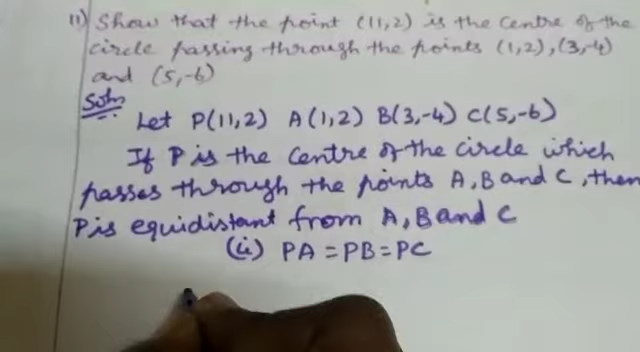 11) Show that the point (11,2) is the centre of the
circle passing through the points (1,2), (3,-4)
and (5,-6)
Soln
Let P(11,2) A(1,2) B(3,-4) C(5,-6)
If P is the centre of the circle which
passes through the points A, B and C, then
P is equidistant from A, B and C
(ie) PA = PB = PC